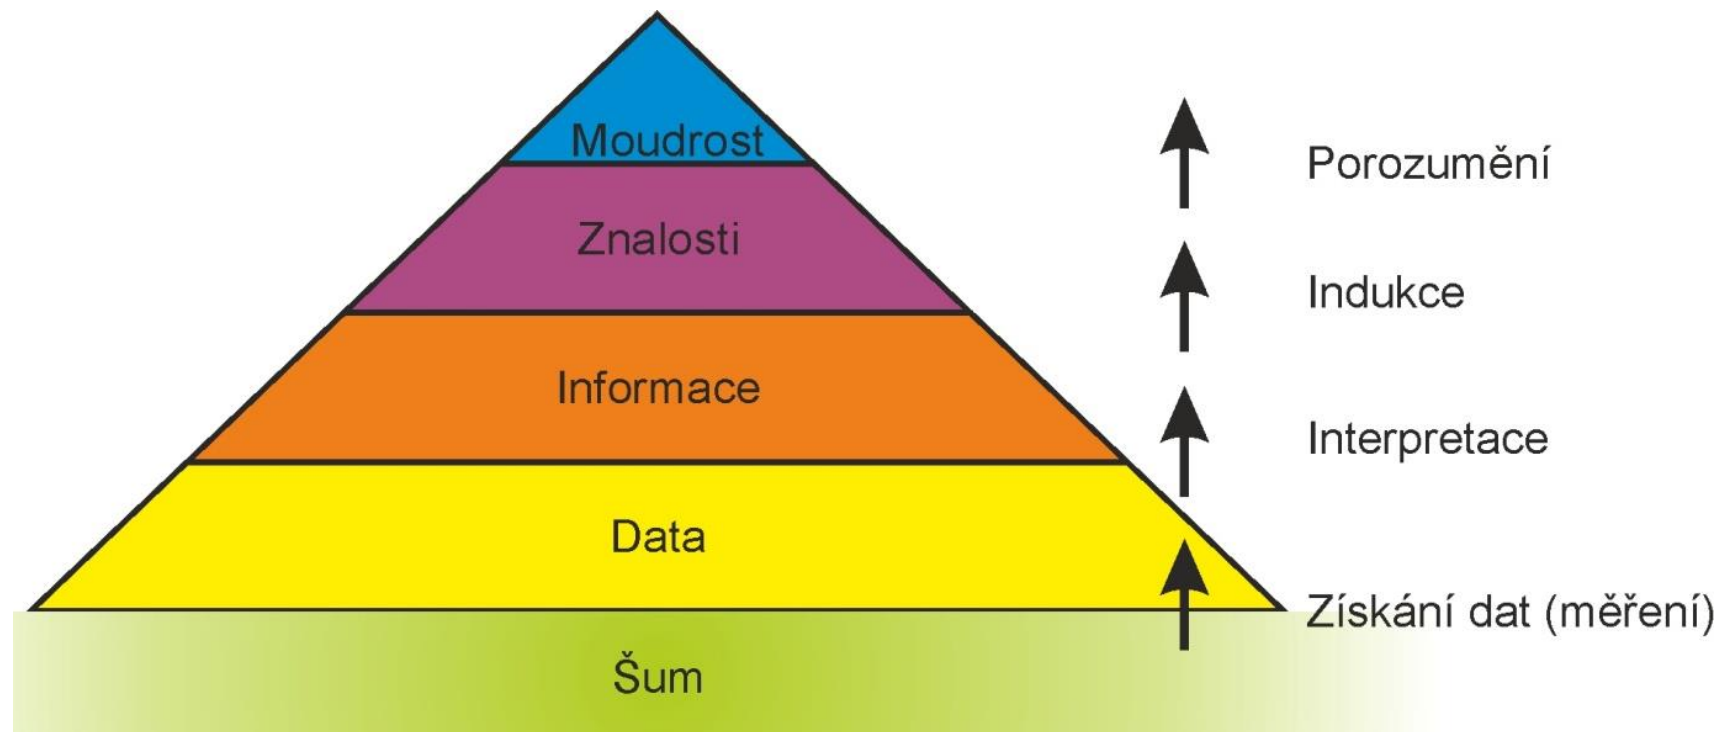 Moudrost
Porozumění
Znalosti
Indukce
Informace
Interpretace
Data
Získání dat (měření)
Šum